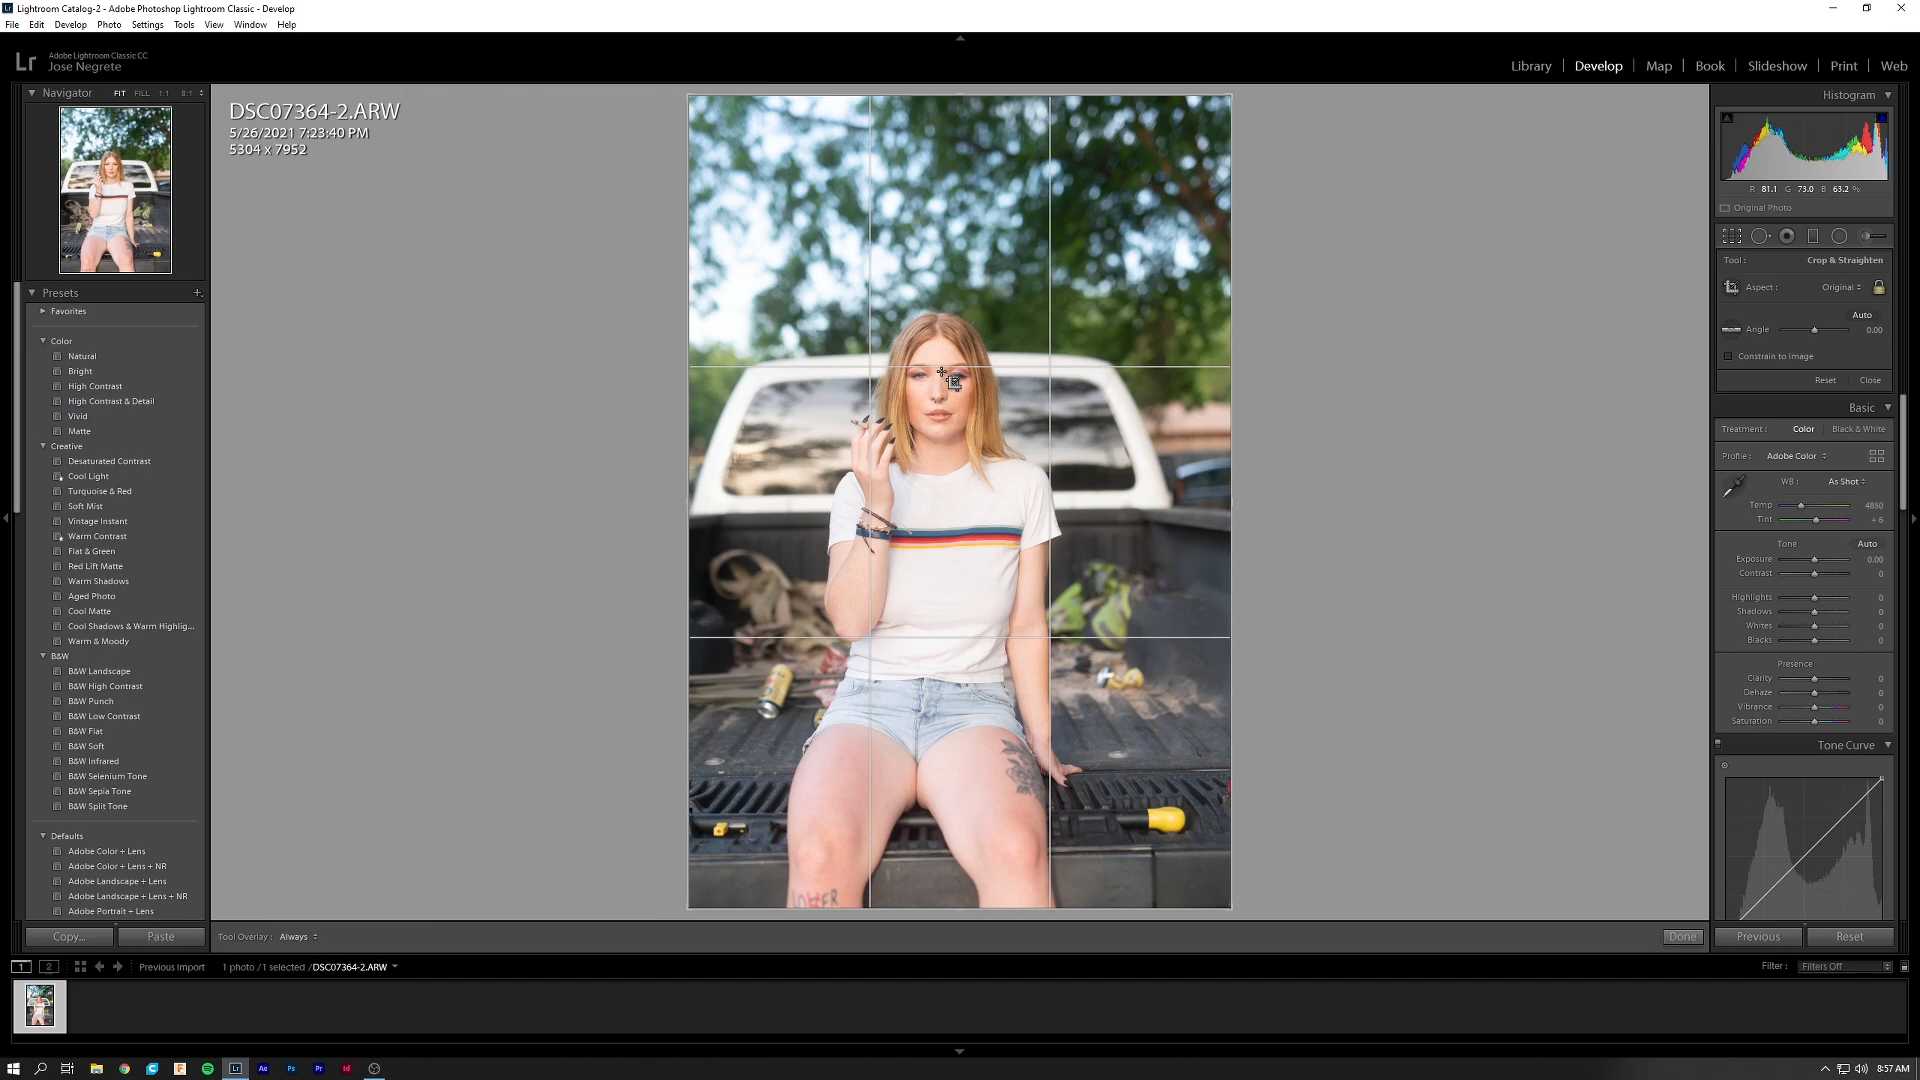 Lightroom Catalog-2 - Adobe Photoshop Lightroom Classic - Develop
File Edit Develop Photo Settings Tools View Window Help
Lr
Adobe Lightroom Classic CC
Jose Negrete
Library Develop Map Book Slideshow Print Web
Navigator FIT FILL 1:1 8:1
Presets
Favorites
Color
Natural
Bright
High Contrast
High Contrast & Detail
Vivid
Matte
Creative
Desaturated Contrast
Cool Light
Turquoise & Red
Soft Mist
Vintage Instant
Warm Contrast
Flat & Green
Red Lift Matte
Warm Shadows
Aged Photo
Cool Matte
Cool Shadows & Warm Highlig...
Warm & Moody
B&W
B&W Landscape
B&W High Contrast
B&W Punch
B&W Low Contrast
B&W Flat
B&W Soft
B&W Infrared
B&W Selenium Tone
B&W Sepia Tone
B&W Split Tone
Defaults
Adobe Color + Lens
Adobe Color + Lens + NR
Adobe Landscape + Lens
Adobe Landscape + Lens + NR
Adobe Portrait + Lens
Copy... Paste
DSC07364-2.ARW
5/26/2021 7:23:40 PM
5304 x 7952
LOVER
Tool Overlay : Always
Done
Histogram
R 81.1 G 73.0 B 63.2 %
Original Photo
Tool : Crop & Straighten
Aspect : Original
Auto
Angle 0.00
Constrain to Image
Reset Close
Basic
Treatment : Color Black & White
Profile : Adobe Color
WB : As Shot
Temp 4850
Tint + 6
Tone Auto
Exposure 0.00
Contrast 0
Highlights 0
Shadows 0
Whites 0
Blacks 0
Presence
Clarity 0
Dehaze 0
Vibrance 0
Saturation 0
Tone Curve
Previous Reset
1 2 Previous Import 1 photo / 1 selected / DSC07364-2.ARW
Filter : Filters Off
Lr Ae Ps Pr Id
8:57 AM